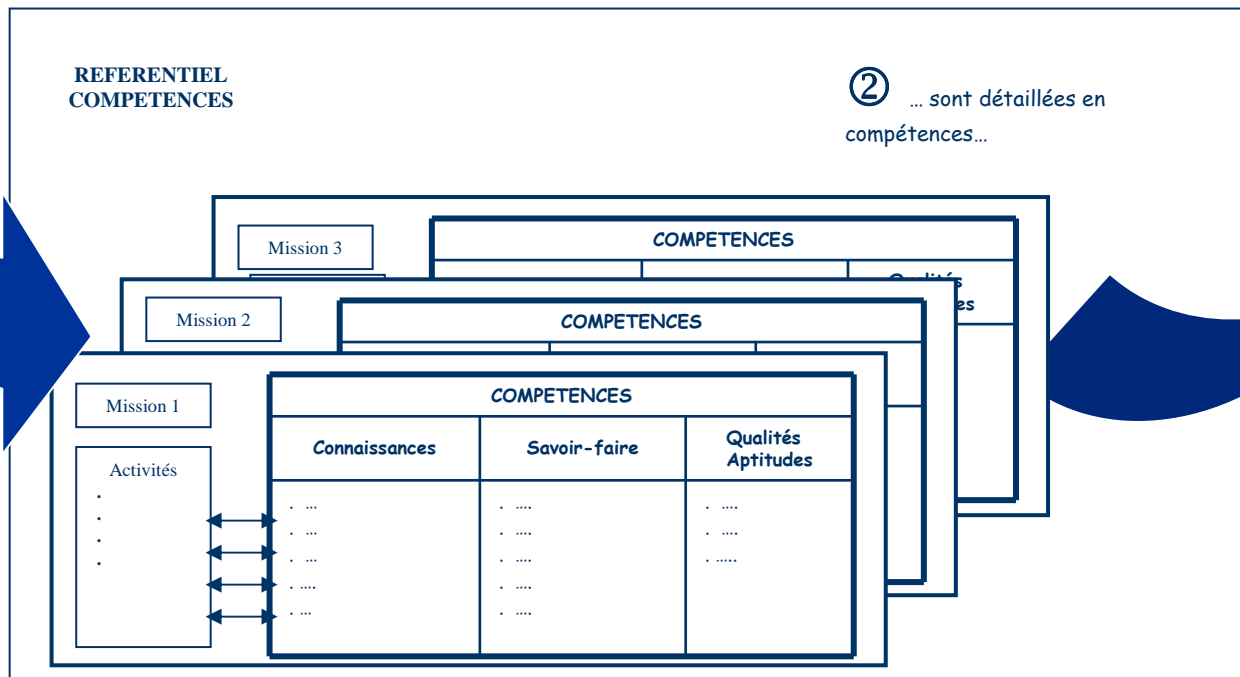 REFERENTIEL
COMPETENCES
② … sont détaillées en
compétences…
Mission 3
COMPETENCES
Mission 2
COMPETENCES
Mission 1
COMPETENCES
Activités
Connaissances
Savoir-faire
Qualités
Aptitudes
. … . …. . ….
. … . …. . ….
. … . …. . …..
. …. . ….
. … . ….